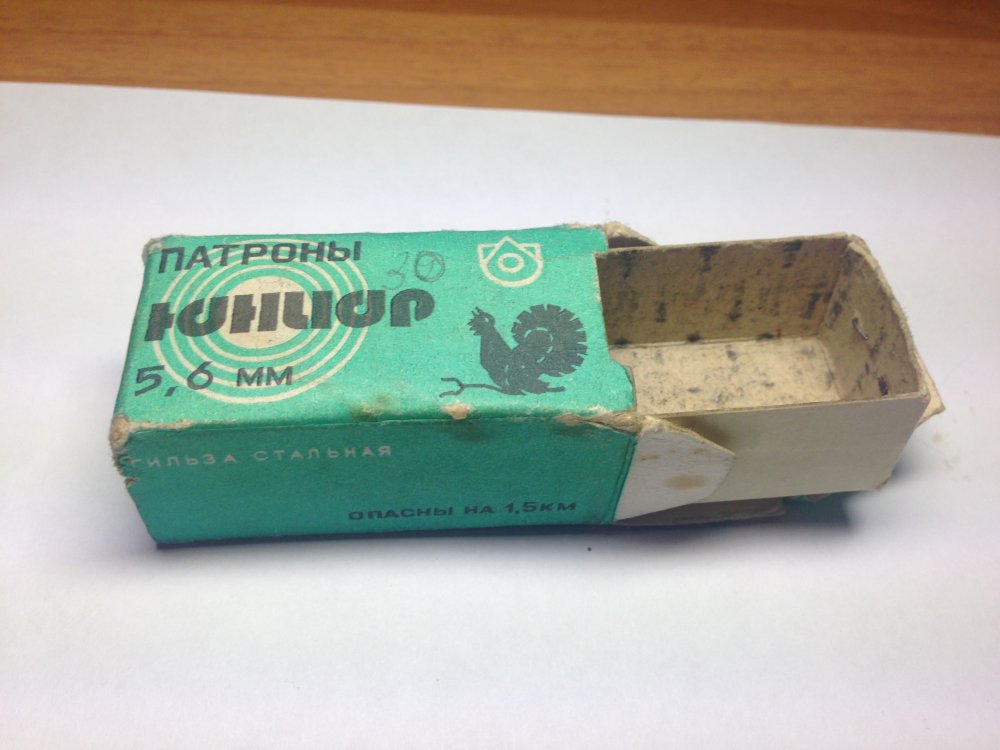 ПАТРОНЫ
30
ЮНИОР
5,6 мм
ГИЛЬЗА СТАЛЬНАЯ
ОПАСНЫ НА 1,5КМ